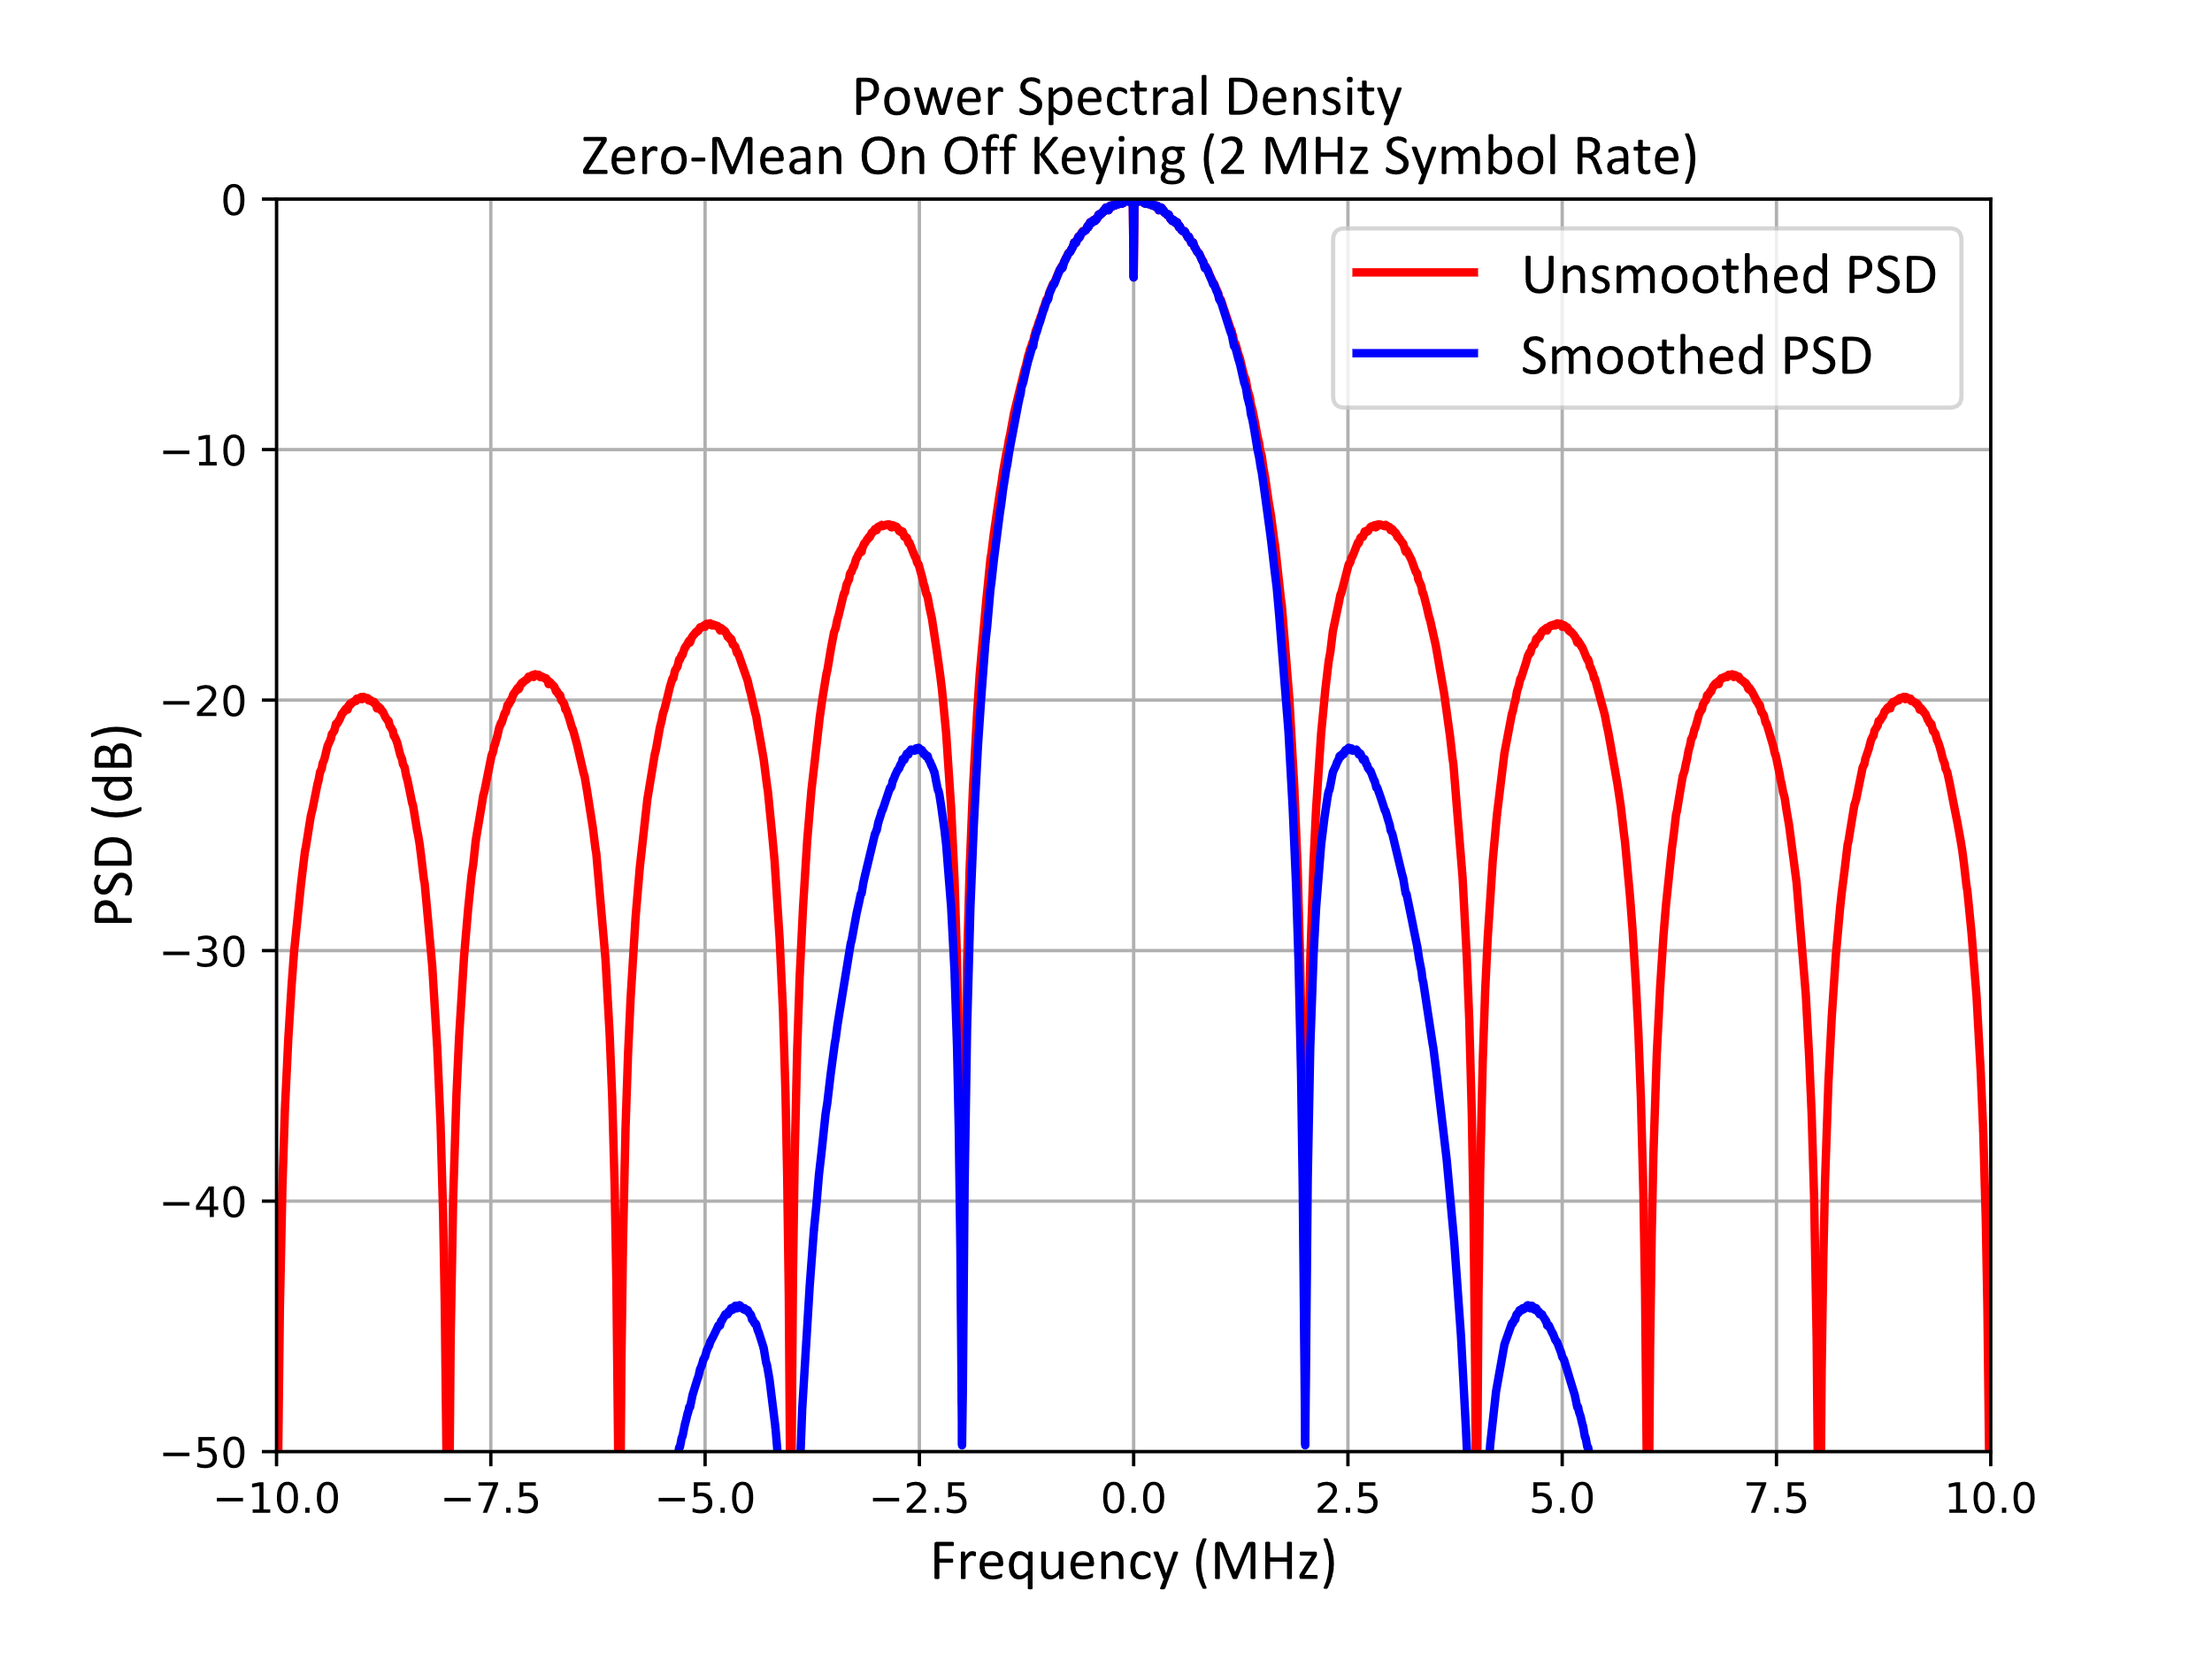 Power Spectral Density
Zero-Mean On Off Keying (2 MHz Symbol Rate)
Unsmoothed PSD
Smoothed PSD
PSD (dB)
0
−10
−20
−30
−40
−50
−10.0 −7.5 −5.0 −2.5 0.0 2.5 5.0 7.5 10.0
Frequency (MHz)